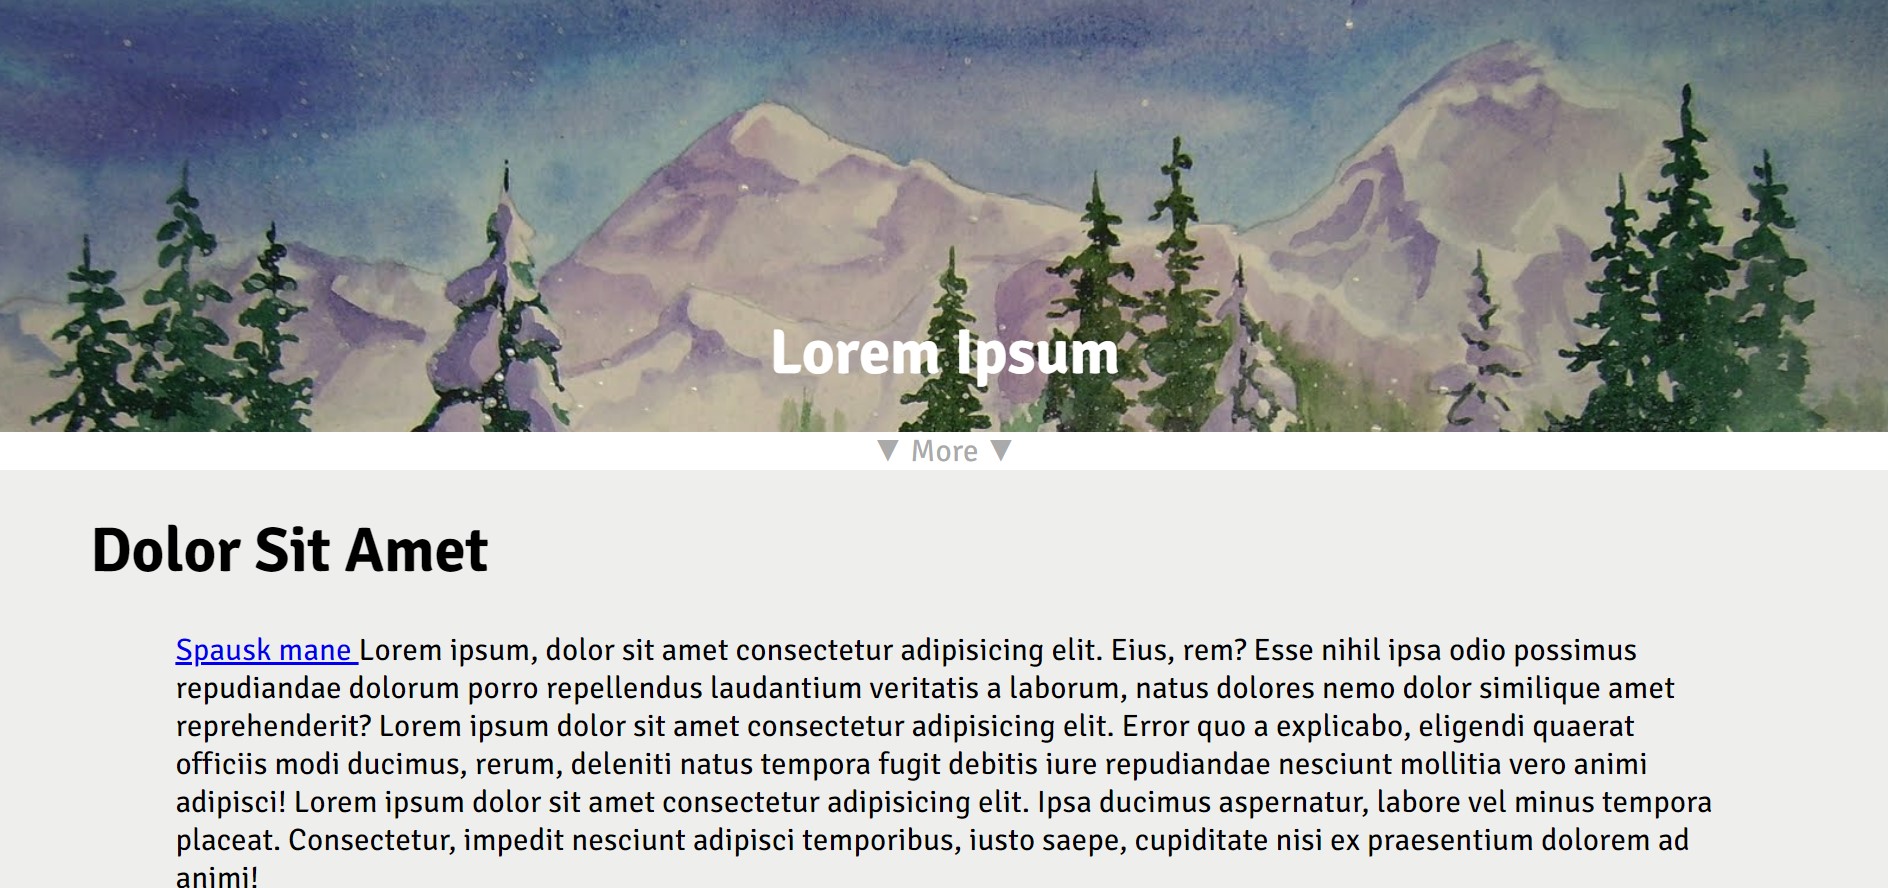 Lorem Ipsum
▼ More ▼
Dolor Sit Amet
Spausk mane Lorem ipsum, dolor sit amet consectetur adipisicing elit. Eius, rem? Esse nihil ipsa odio possimus
repudiandae dolorum porro repellendus laudantium veritatis a laborum, natus dolores nemo dolor similique amet
reprehenderit? Lorem ipsum dolor sit amet consectetur adipisicing elit. Error quo a explicabo, eligendi quaerat
officiis modi ducimus, rerum, deleniti natus tempora fugit debitis iure repudiandae nesciunt mollitia vero animi
adipisci! Lorem ipsum dolor sit amet consectetur adipisicing elit. Ipsa ducimus aspernatur, labore vel minus tempora
placeat. Consectetur, impedit nesciunt adipisci temporibus, iusto saepe, cupiditate nisi ex praesentium dolorem ad
animi!